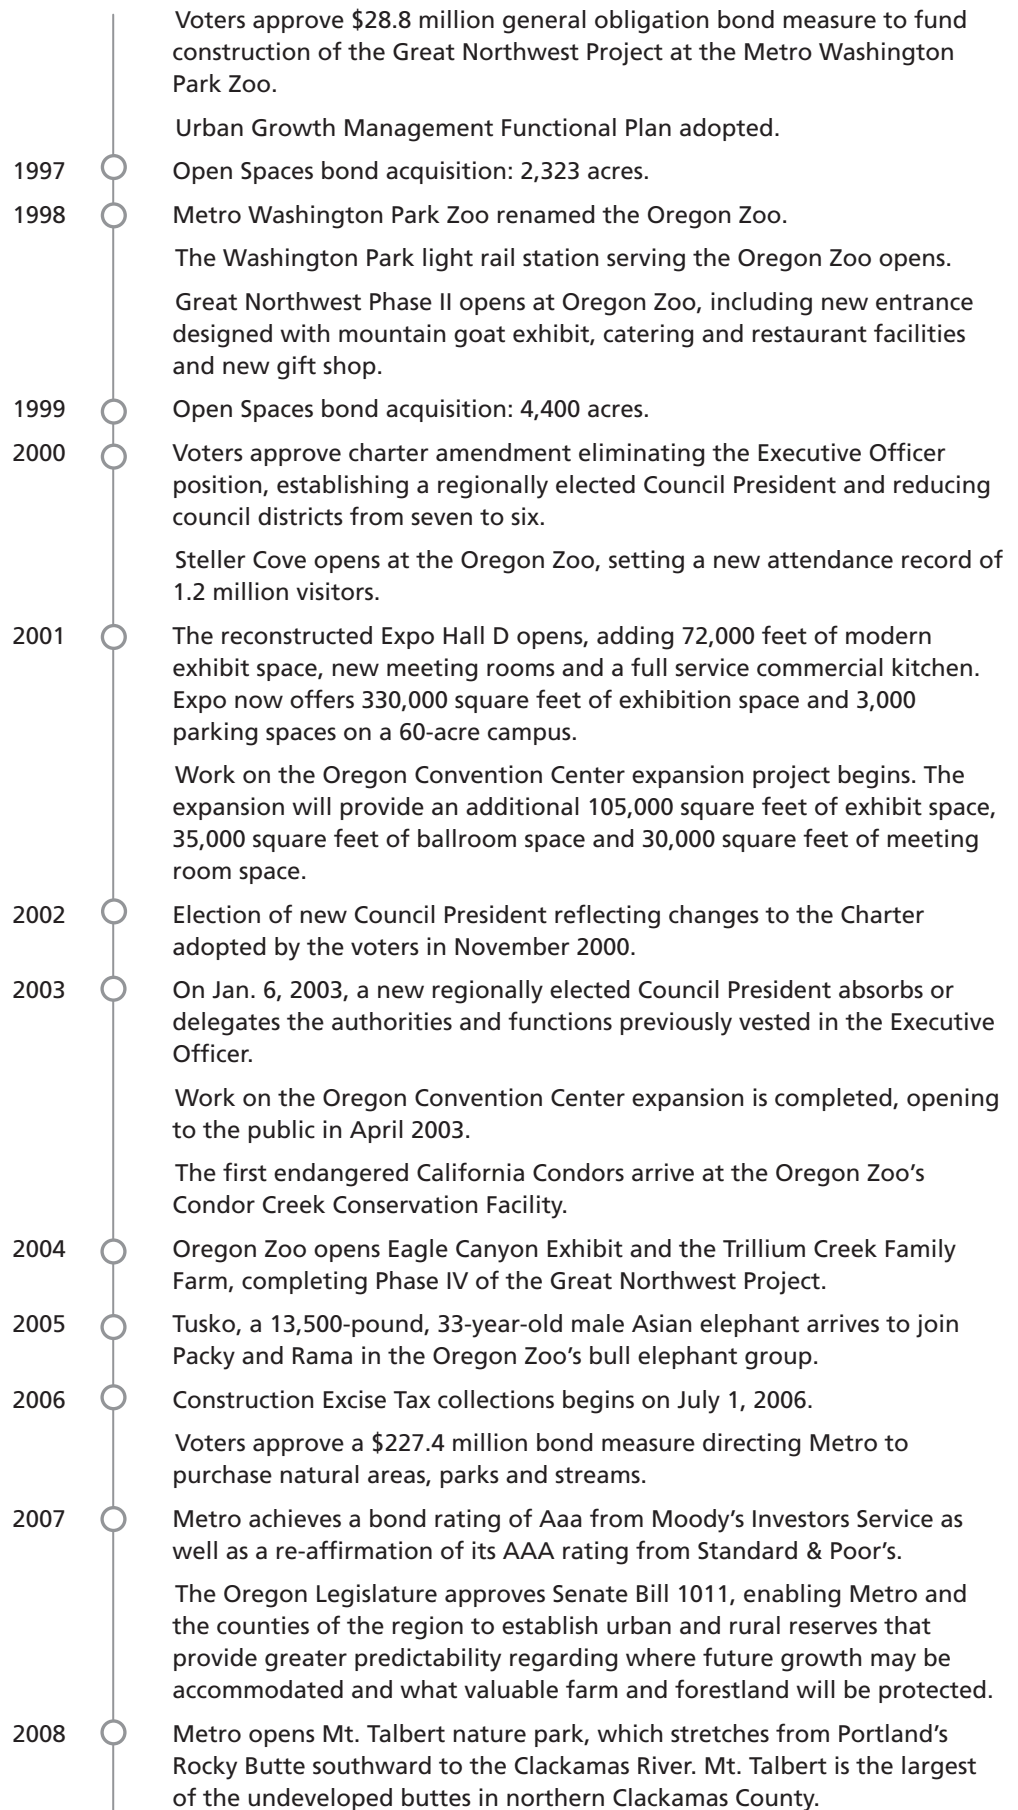 Voters approve $28.8 million general obligation bond measure to fund
construction of the Great Northwest Project at the Metro Washington
Park Zoo.
Urban Growth Management Functional Plan adopted.
1997 Open Spaces bond acquisition: 2,323 acres.
1998 Metro Washington Park Zoo renamed the Oregon Zoo.
The Washington Park light rail station serving the Oregon Zoo opens.
Great Northwest Phase II opens at Oregon Zoo, including new entrance
designed with mountain goat exhibit, catering and restaurant facilities
and new gift shop.
1999 Open Spaces bond acquisition: 4,400 acres.
2000 Voters approve charter amendment eliminating the Executive Officer
position, establishing a regionally elected Council President and reducing
council districts from seven to six.
Steller Cove opens at the Oregon Zoo, setting a new attendance record of
1.2 million visitors.
2001 The reconstructed Expo Hall D opens, adding 72,000 feet of modern
exhibit space, new meeting rooms and a full service commercial kitchen.
Expo now offers 330,000 square feet of exhibition space and 3,000
parking spaces on a 60-acre campus.
Work on the Oregon Convention Center expansion project begins. The
expansion will provide an additional 105,000 square feet of exhibit space,
35,000 square feet of ballroom space and 30,000 square feet of meeting
room space.
2002 Election of new Council President reflecting changes to the Charter
adopted by the voters in November 2000.
2003 On Jan. 6, 2003, a new regionally elected Council President absorbs or
delegates the authorities and functions previously vested in the Executive
Officer.
Work on the Oregon Convention Center expansion is completed, opening
to the public in April 2003.
The first endangered California Condors arrive at the Oregon Zoo's
Condor Creek Conservation Facility.
2004 Oregon Zoo opens Eagle Canyon Exhibit and the Trillium Creek Family
Farm, completing Phase IV of the Great Northwest Project.
2005 Tusko, a 13,500-pound, 33-year-old male Asian elephant arrives to join
Packy and Rama in the Oregon Zoo's bull elephant group.
2006 Construction Excise Tax collections begins on July 1, 2006.
Voters approve a $227.4 million bond measure directing Metro to
purchase natural areas, parks and streams.
2007 Metro achieves a bond rating of Aaa from Moody's Investors Service as
well as a re-affirmation of its AAA rating from Standard & Poor's.
The Oregon Legislature approves Senate Bill 1011, enabling Metro and
the counties of the region to establish urban and rural reserves that
provide greater predictability regarding where future growth may be
accommodated and what valuable farm and forestland will be protected.
2008 Metro opens Mt. Talbert nature park, which stretches from Portland's
Rocky Butte southward to the Clackamas River. Mt. Talbert is the largest
of the undeveloped buttes in northern Clackamas County.